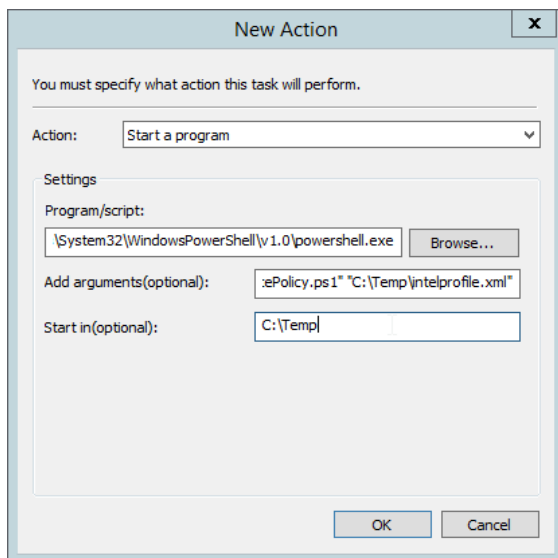 New Action
x
You must specify what action this task will perform.
Action: Start a program
Settings
Program/script:
\System32\WindowsPowerShell\v1.0\powershell.exe Browse...
Add arguments(optional): :ePolicy.ps1" "C:\Temp\intelprofile.xml"
Start in(optional): C:\Temp
OK Cancel